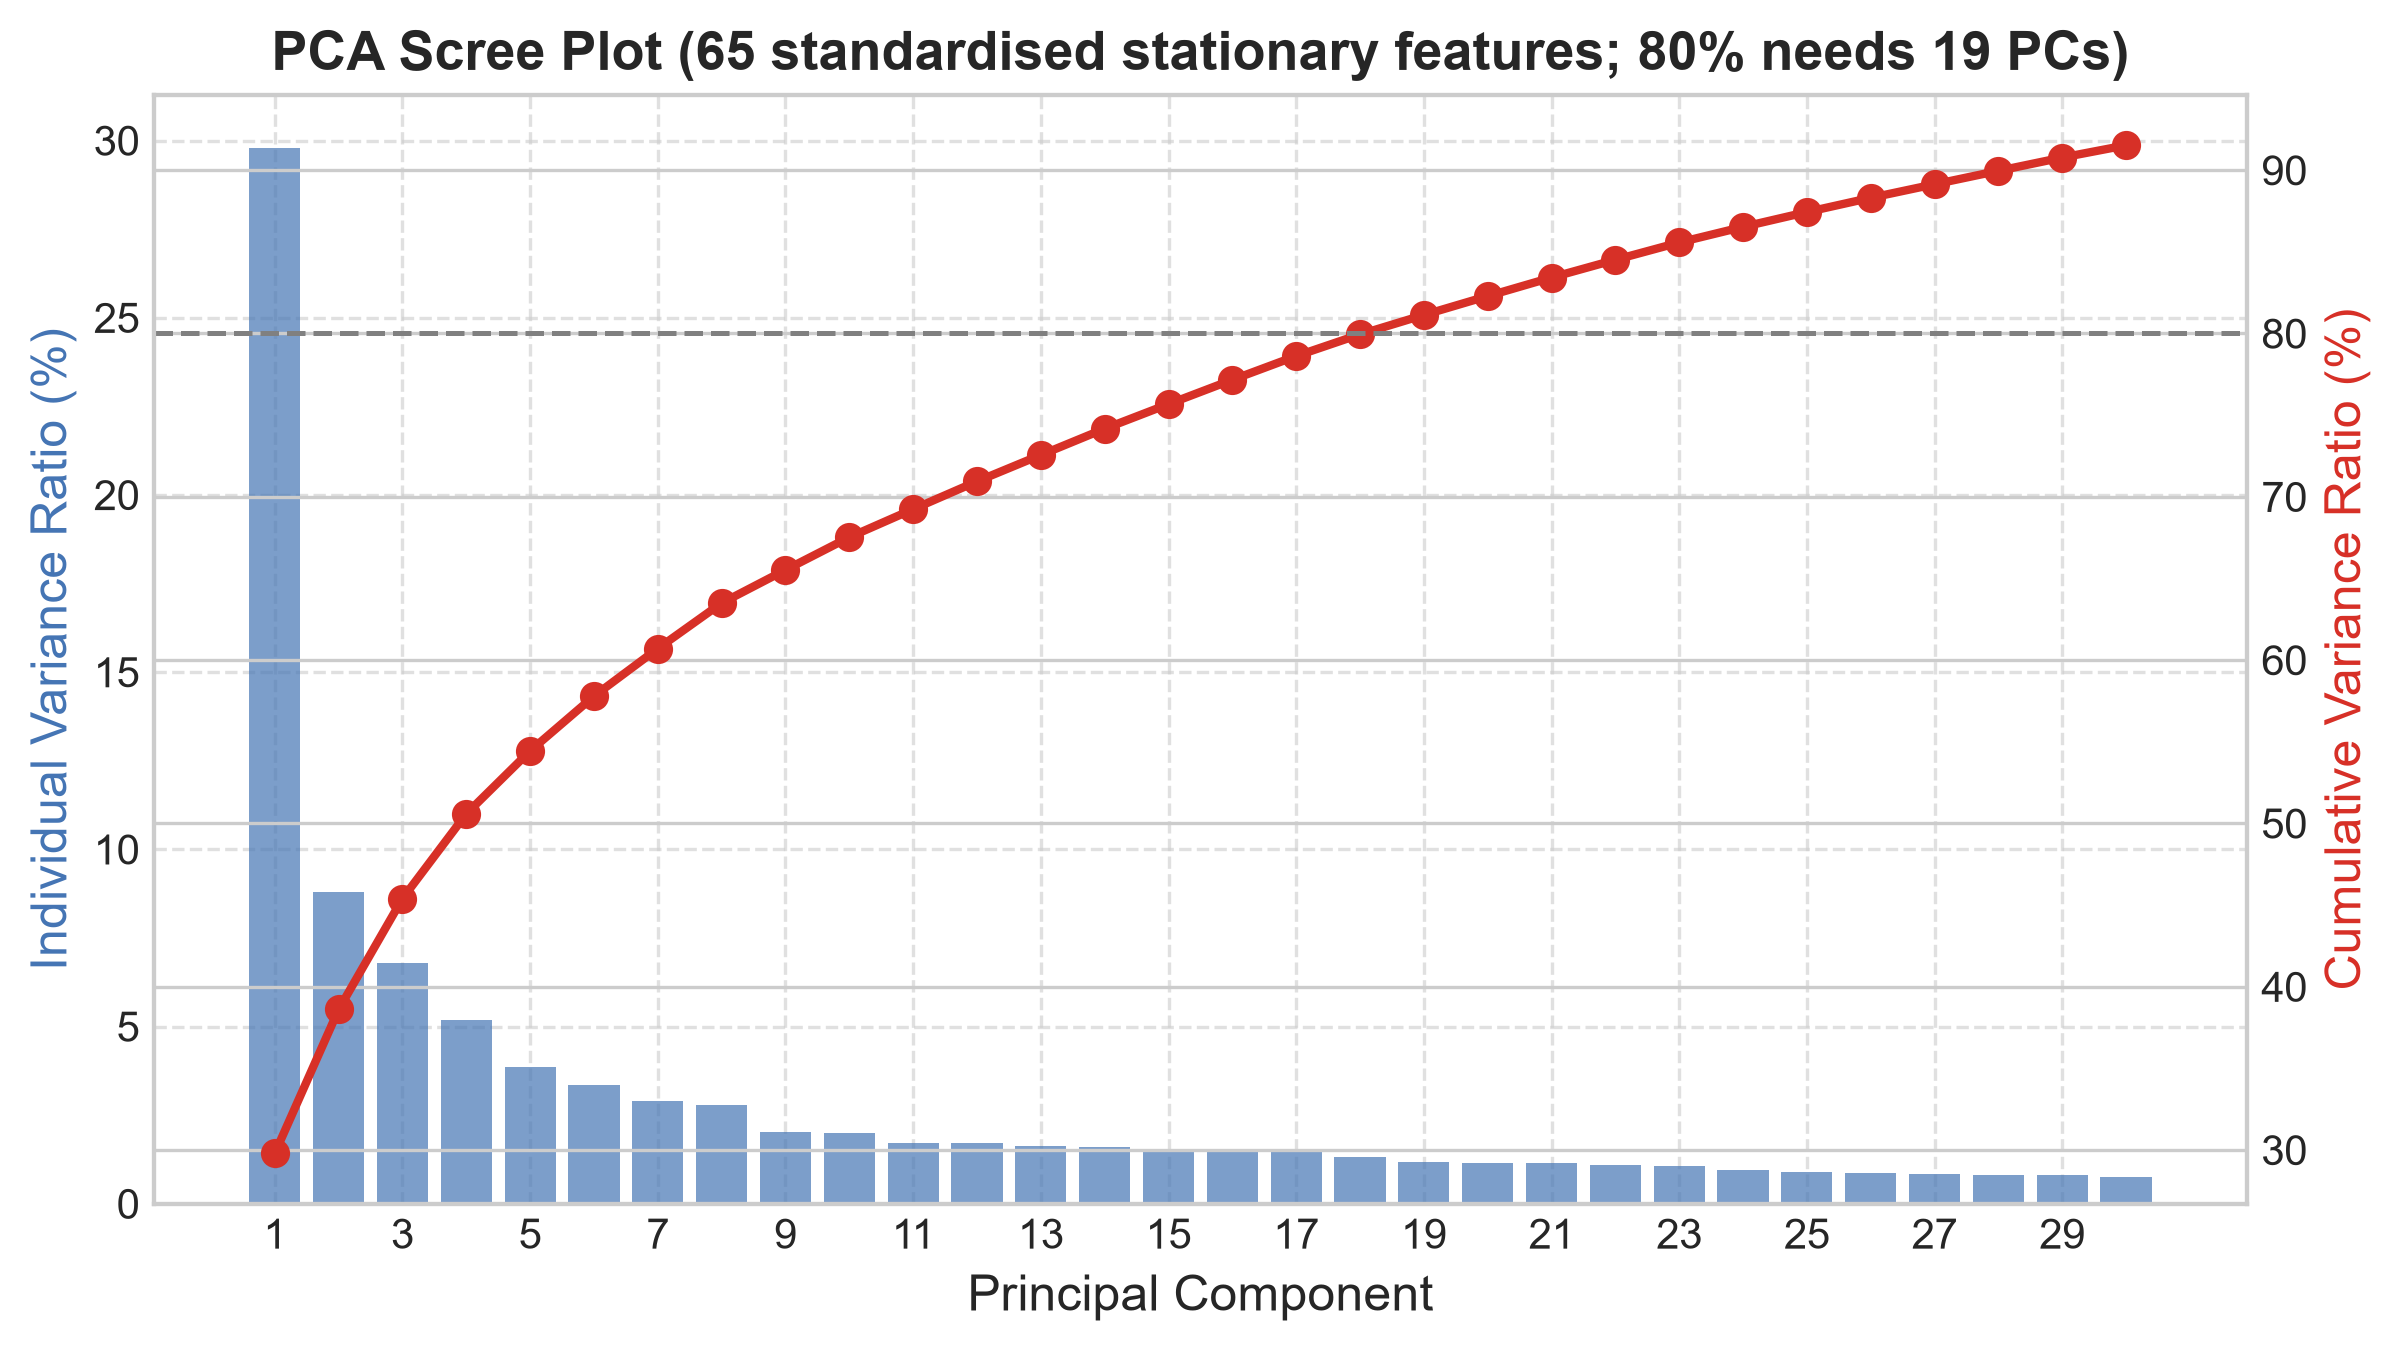 PCA Scree Plot (65 standardised stationary features; 80% needs 19 PCs)
Individual Variance Ratio (%)
30
25
20
15
10
5
0
90
80
70
60
50
40
30
Cumulative Variance Ratio (%)
1 3 5 7 9 11 13 15 17 19 21 23 25 27 29
Principal Component